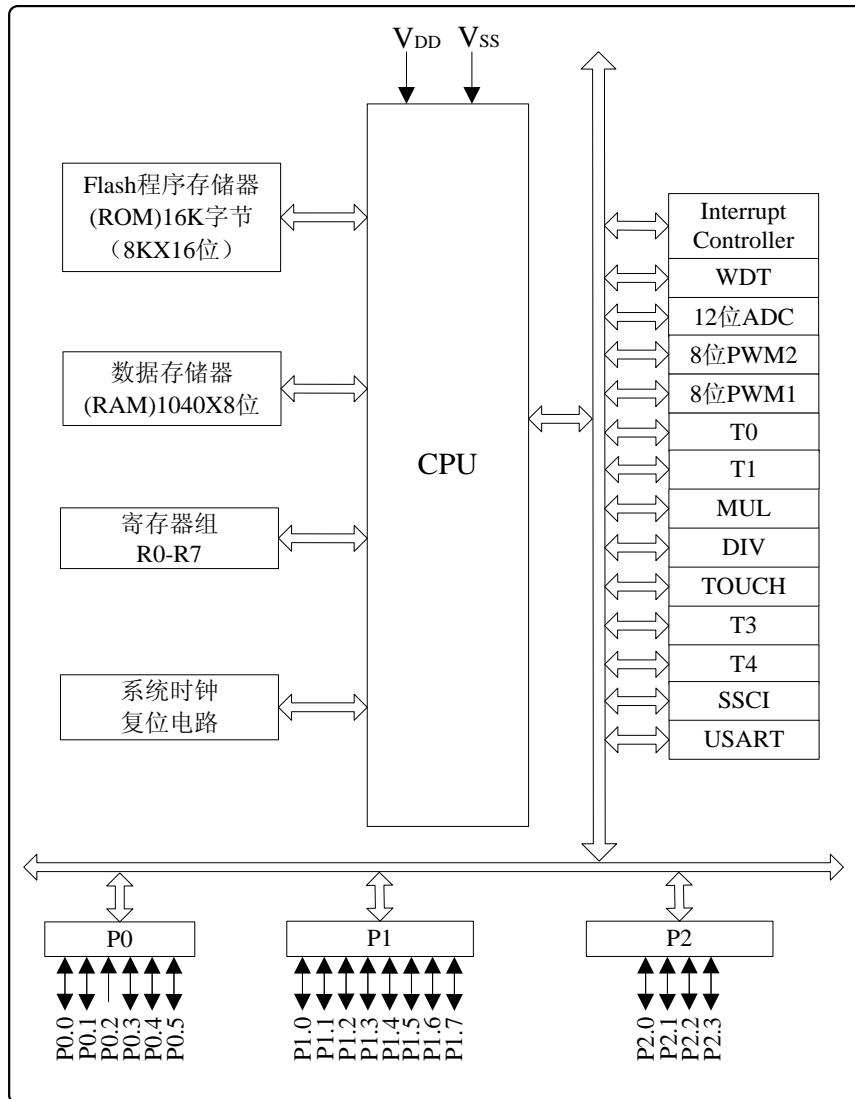 VDD VSS
Flash程序存储器
(ROM)16K字节
（8KX16位）
数据存储器
(RAM)1040X8位
寄存器组
R0-R7
系统时钟
复位电路
CPU
Interrupt
Controller
WDT
12位ADC
8位PWM2
8位PWM1
T0
T1
MUL
DIV
TOUCH
T3
T4
SSCI
USART
P0
P1
P2
P0.0
P0.1
P0.2
P0.3
P0.4
P0.5
P1.0
P1.1
P1.2
P1.3
P1.4
P1.5
P1.6
P1.7
P2.0
P2.1
P2.2
P2.3